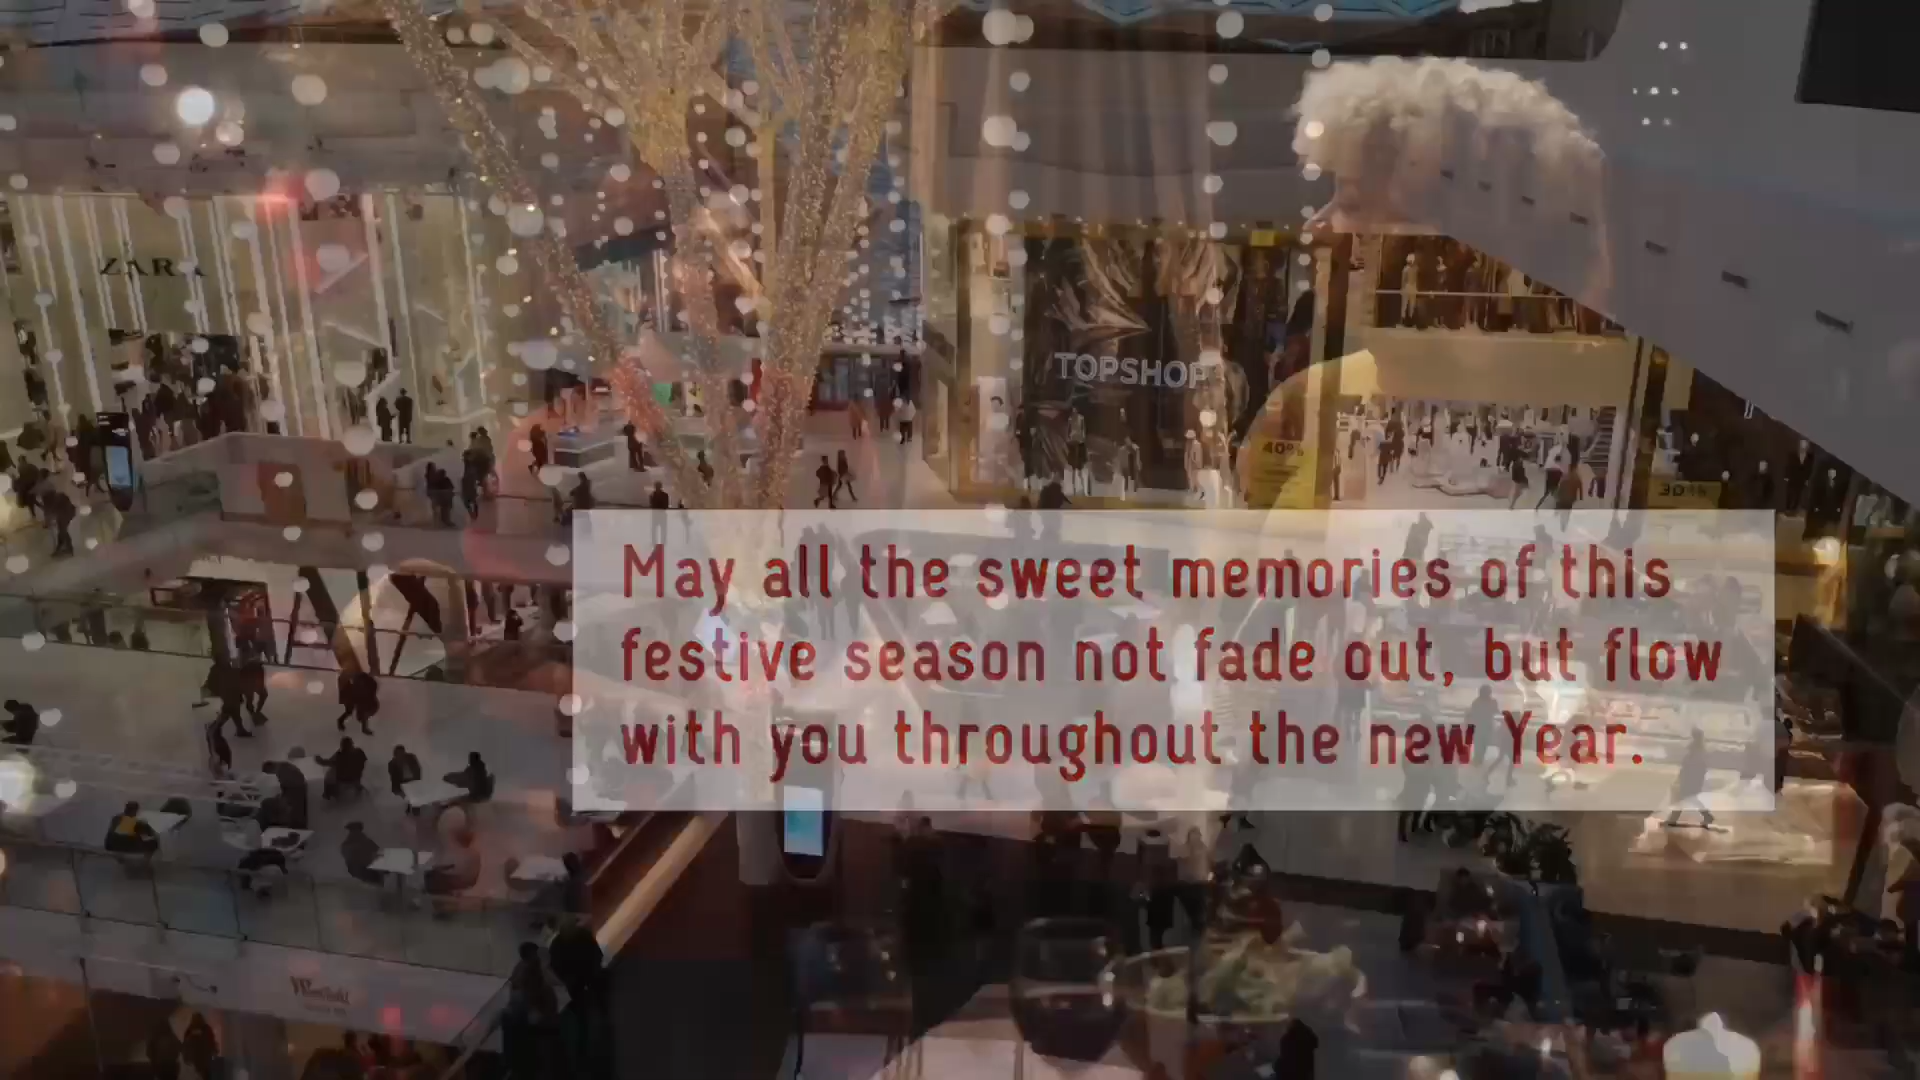 ZARA
TOPSHOP
40%
30%
May all the sweet memories of this
festive season not fade out, but flow
with you throughout the new Year.
Westfield